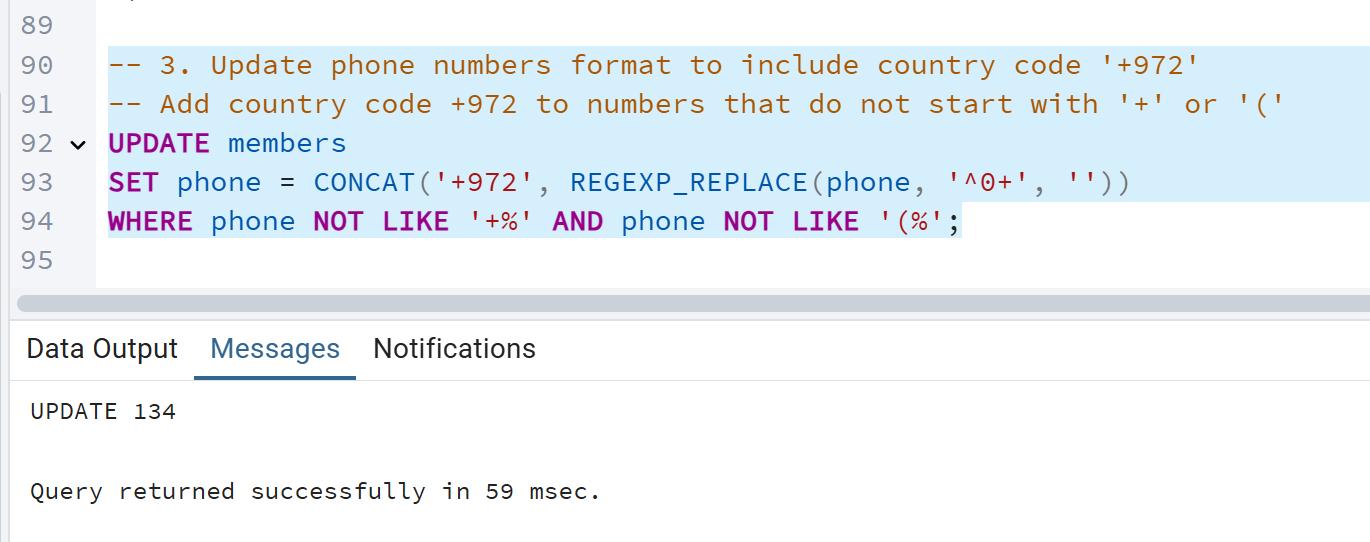 89
90 -- 3. Update phone numbers format to include country code '+972'
91 -- Add country code +972 to numbers that do not start with '+' or '('
92 UPDATE members
93 SET phone = CONCAT('+972', REGEXP_REPLACE(phone, '^0+', ''))
94 WHERE phone NOT LIKE '+%' AND phone NOT LIKE '(%';
95
Data Output Messages Notifications
UPDATE 134
Query returned successfully in 59 msec.